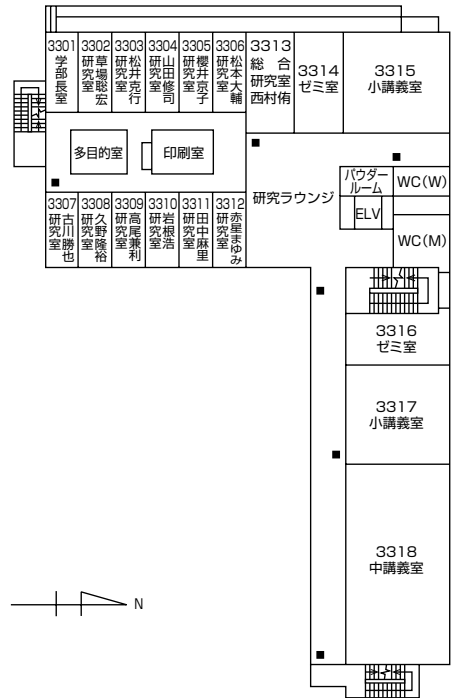 3301
学部長室
3302
草場聡宏
研究室
3303
松井克行
研究室
3304
山田修司
研究室
3305
櫻井京子
研究室
3306
松本大輔
研究室
3313
総合
研究室
西村侑
3314
ゼミ室
3315
小講義室
多目的室
印刷室
研究ラウンジ
パウダー
ルーム
WC(W)
ELV
WC(M)
3307
古川勝也
研究室
3308
久野隆裕
研究室
3309
高尾兼利
研究室
3310
岩根浩
研究室
3311
田中麻里
研究室
3312
赤星まゆみ
研究室
3316
ゼミ室
3317
小講義室
3318
中講義室
N